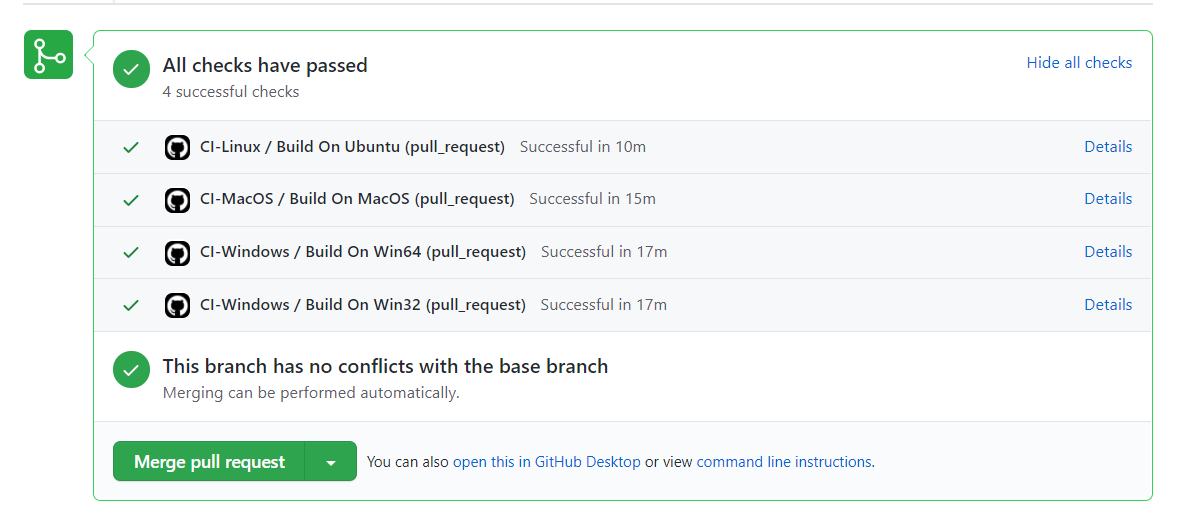 All checks have passed
Hide all checks
4 successful checks
CI-Linux / Build On Ubuntu (pull_request) Successful in 10m Details
CI-MacOS / Build On MacOS (pull_request) Successful in 15m Details
CI-Windows / Build On Win64 (pull_request) Successful in 17m Details
CI-Windows / Build On Win32 (pull_request) Successful in 17m Details
This branch has no conflicts with the base branch
Merging can be performed automatically.
Merge pull request You can also open this in GitHub Desktop or view command line instructions.